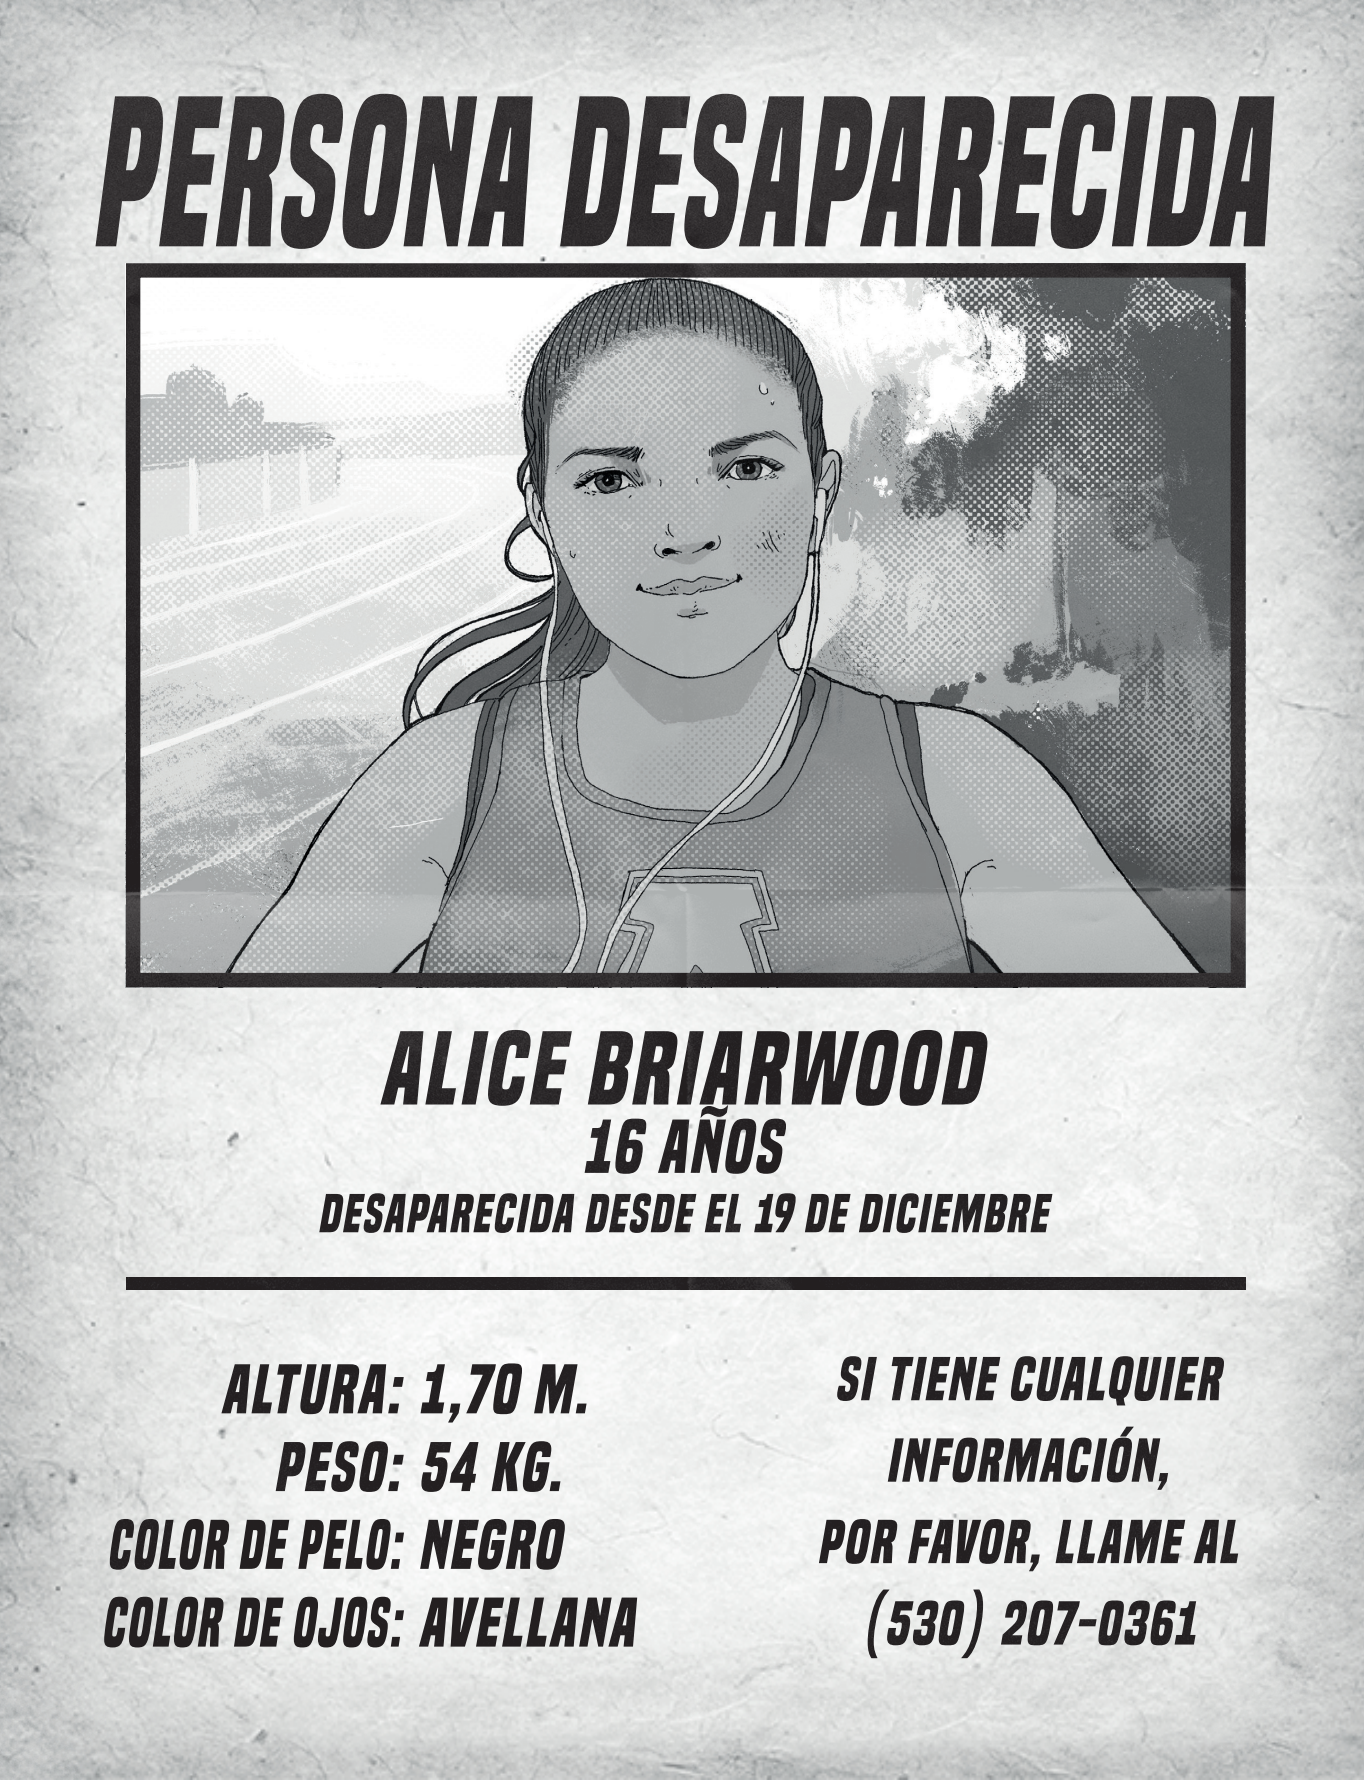 PERSONA DESAPARECIDA
A
ALICE BRIARWOOD
16 AÑOS
DESAPARECIDA DESDE EL 19 DE DICIEMBRE
ALTURA: 1,70 M.
PESO: 54 KG.
COLOR DE PELO: NEGRO
COLOR DE OJOS: AVELLANA
SI TIENE CUALQUIER
INFORMACIÓN,
POR FAVOR, LLAME AL
(530) 207-0361